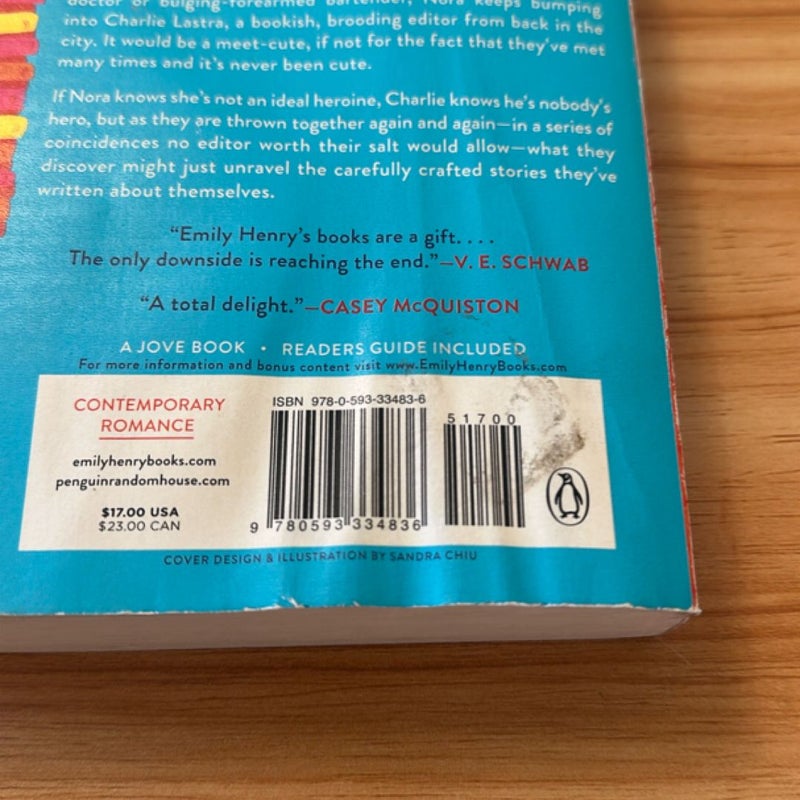 doctor or bulging-forearmed bartender, Nora keeps bumping
into Charlie Lastra, a bookish, brooding editor from back in the
city. It would be a meet-cute, if not for the fact that they've met
many times and it's never been cute.
If Nora knows she's not an ideal heroine, Charlie knows he's nobody's
hero, but as they are thrown together again and again—in a series of
coincidences no editor worth their salt would allow—what they
discover might just unravel the carefully crafted stories they've
written about themselves.
“Emily Henry's books are a gift. . . .
The only downside is reaching the end.”—V. E. SCHWAB
“A total delight.”—CASEY McQUISTON
A JOVE BOOK • READERS GUIDE INCLUDED
For more information and bonus content visit www.EmilyHenryBooks.com
CONTEMPORARY
ROMANCE
emilyhenrybooks.com
penguinrandomhouse.com
$17.00 USA
$23.00 CAN
ISBN 978-0-593-33483-6
51700
9 780593 334836
COVER DESIGN & ILLUSTRATION BY SANDRA CHIU